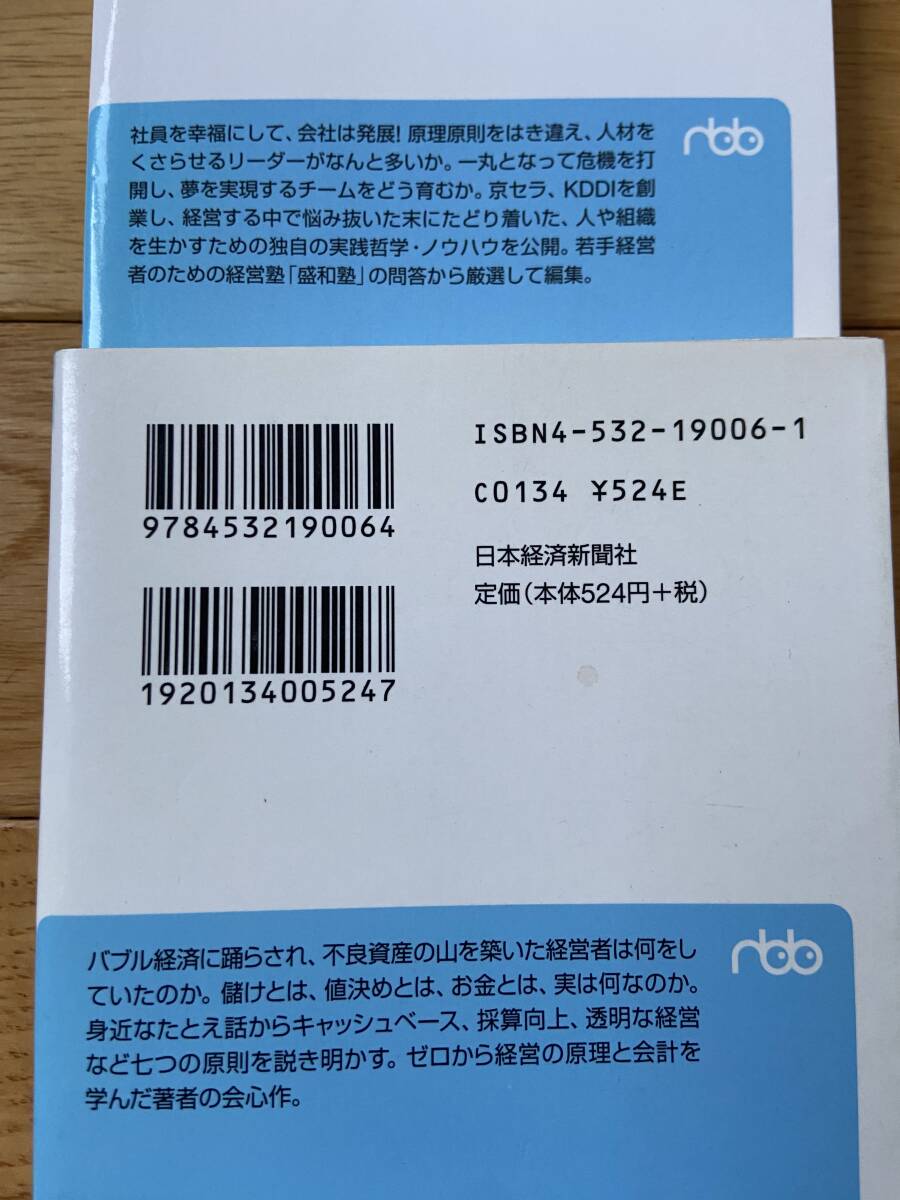 社員を幸福にして、会社は発展! 原理原則をはき違え、人材を
くさらせるリーダーがなんと多いか。一丸となって危機を打
開し、夢を実現するチームをどう育むか。京セラ、KDDIを創
業し、経営する中で悩み抜いた末にたどり着いた、人や組織
を生かすための独自の実践哲学・ノウハウを公開。若手経営
者のための経営塾「盛和塾」の問答から厳選して編集。
nbb
ISBN4-532-19006-1
C0134 ¥524E
9784532190064
日本経済新聞社
定価(本体524円+税)
1920134005247
バブル経済に踊らされ、不良資産の山を築いた経営者は何をし
ていたのか。儲けとは、値決めとは、お金とは、実は何なのか。
身近なたとえ話からキャッシュベース、採算向上、透明な経営
など七つの原則を説き明かす。ゼロから経営の原理と会計を
学んだ著者の会心作。
nbb